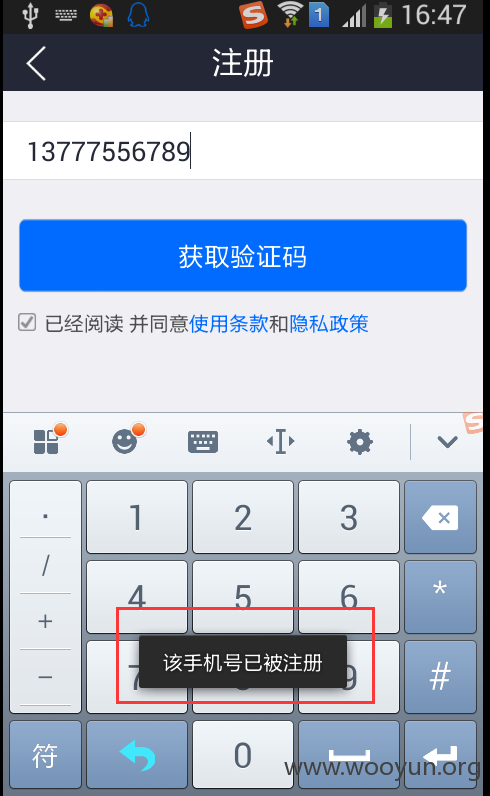 1 16:47
注册
13777556789
获取验证码
已经阅读 并同意使用条款和隐私政策
. 1 2 3
/ 4 5 6 *
+
该手机号已被注册
- 7 9 #
符 0
www.wooyun.org